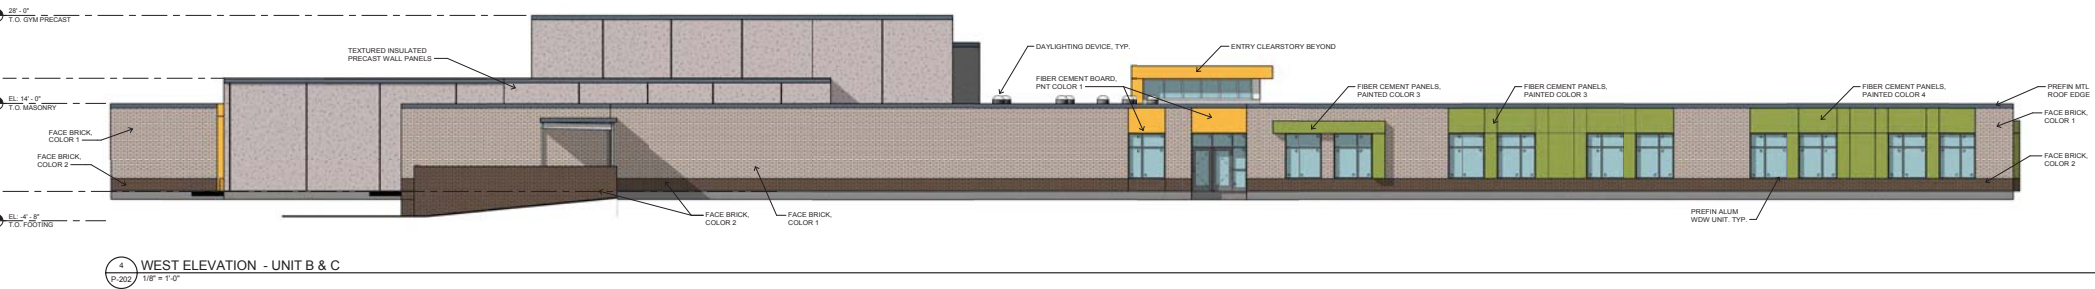 28' - 0"
T.O. GYM PRECAST
TEXTURED INSULATED
PRECAST WALL PANELS
DAYLIGHTING DEVICE, TYP.
ENTRY CLEARSTORY BEYOND
FIBER CEMENT BOARD,
PNT COLOR 1
FIBER CEMENT PANELS,
PAINTED COLOR 3
FIBER CEMENT PANELS,
PAINTED COLOR 3
FIBER CEMENT PANELS,
PAINTED COLOR 4
PREFIN MTL
ROOF EDGE
EL: 14' - 0"
T.O. MASONRY
FACE BRICK,
COLOR 1
FACE BRICK,
COLOR 1
FACE BRICK,
COLOR 2
FACE BRICK,
COLOR 2
EL: -4' - 8"
T.O. FOOTING
FACE BRICK,
COLOR 2
FACE BRICK,
COLOR 1
PREFIN ALUM
WDW UNIT. TYP.
4
P-202
WEST ELEVATION - UNIT B & C
1/8" = 1'-0"